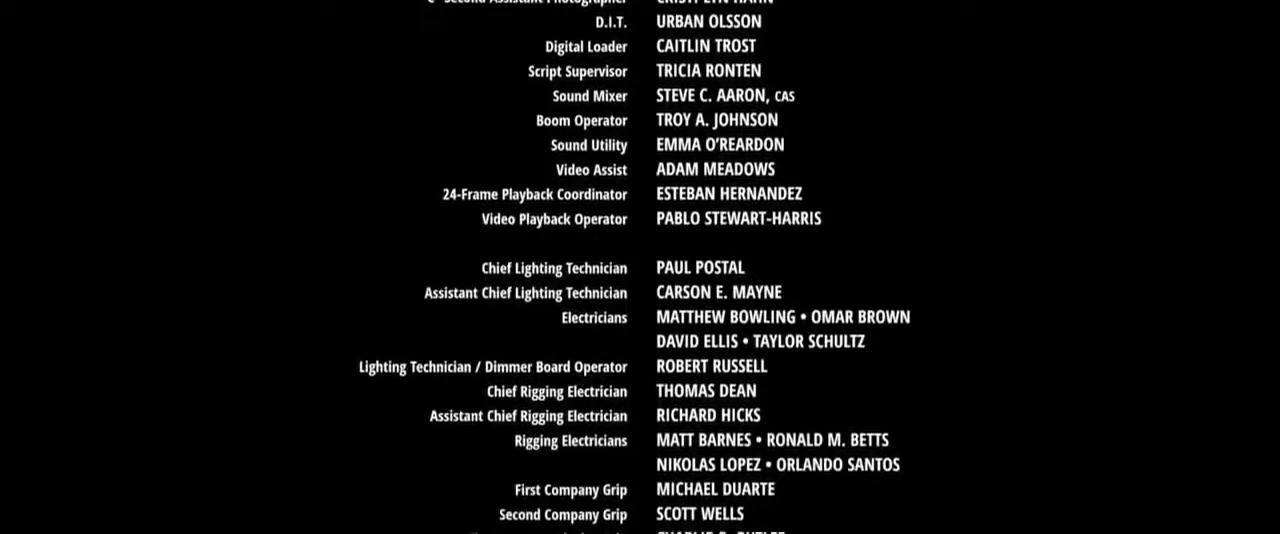 D.I.T. URBAN OLSSON
Digital Loader CAITLIN TROST
Script Supervisor TRICIA RONTEN
Sound Mixer STEVE C. AARON, CAS
Boom Operator TROY A. JOHNSON
Sound Utility EMMA O'REARDON
Video Assist ADAM MEADOWS
24-Frame Playback Coordinator ESTEBAN HERNANDEZ
Video Playback Operator PABLO STEWART-HARRIS
Chief Lighting Technician PAUL POSTAL
Assistant Chief Lighting Technician CARSON E. MAYNE
Electricians MATTHEW BOWLING • OMAR BROWN
DAVID ELLIS • TAYLOR SCHULTZ
Lighting Technician / Dimmer Board Operator ROBERT RUSSELL
Chief Rigging Electrician THOMAS DEAN
Assistant Chief Rigging Electrician RICHARD HICKS
Rigging Electricians MATT BARNES • RONALD M. BETTS
NIKOLAS LOPEZ • ORLANDO SANTOS
First Company Grip MICHAEL DUARTE
Second Company Grip SCOTT WELLS